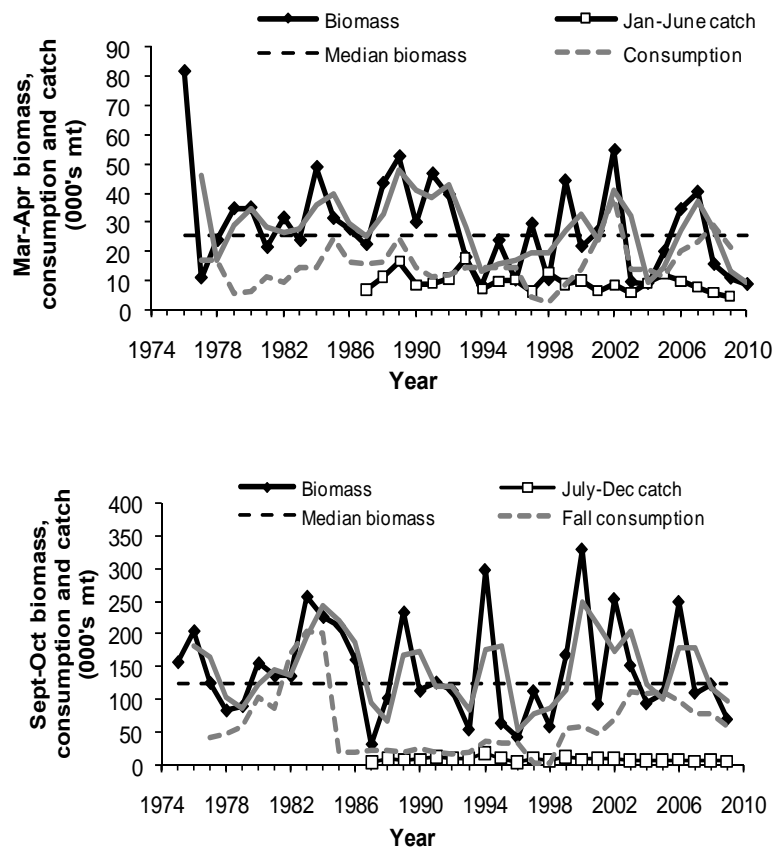 Biomass
Jan-June catch
Median biomass
Consumption
Mar-Apr biomass,
consumption and catch
(000's mt)
90
80
70
60
50
40
30
20
10
0
1974 1978 1982 1986 1990 1994 1998 2002 2006 2010
Year
Biomass
July-Dec catch
Median biomass
Fall consumption
Sept-Oct biomass,
consumption and catch
(000's mt)
400
350
300
250
200
150
100
50
0
1974 1978 1982 1986 1990 1994 1998 2002 2006 2010
Year